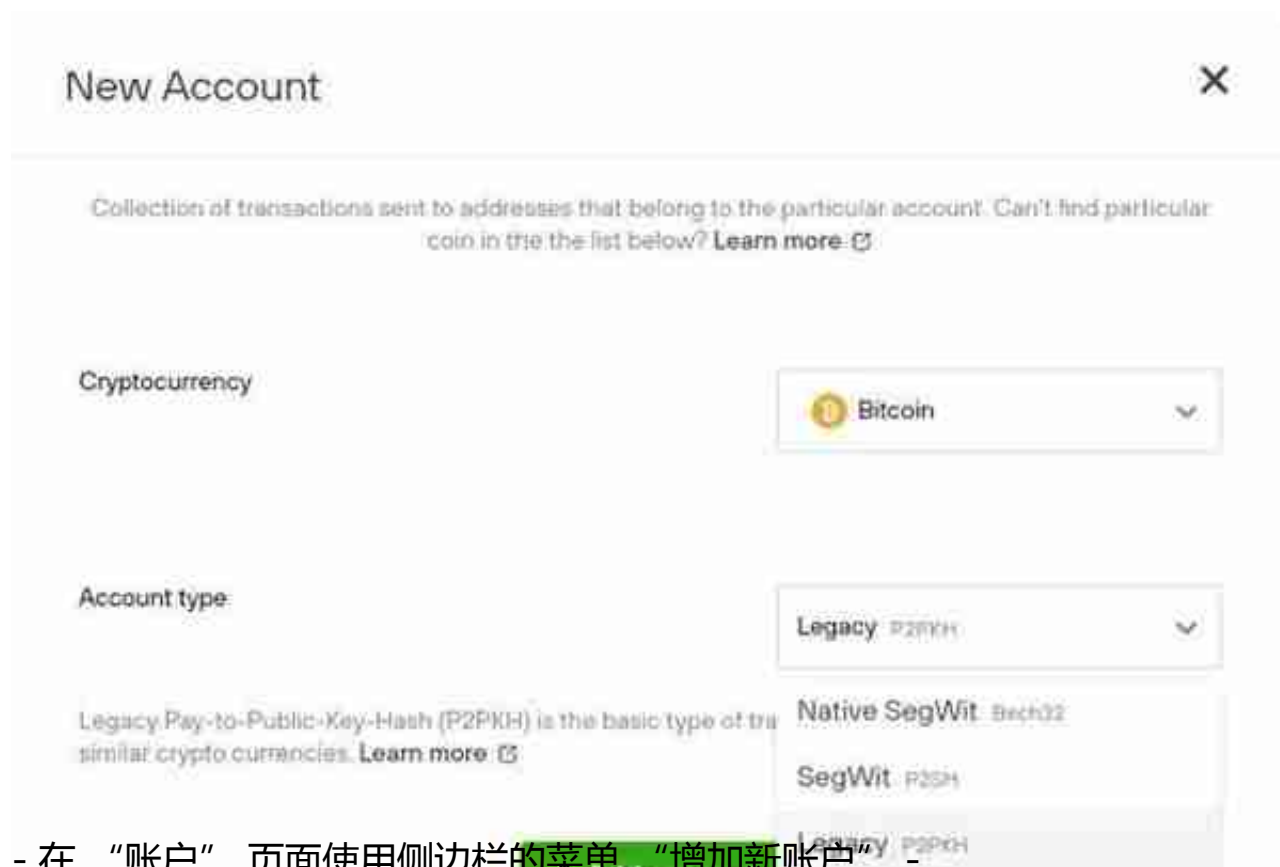 New Account
Collection of transactions sent to addresses that belong to the particular account. Can't find particular
coin in the the list below? Learn more
Cryptocurrency
Bitcoin
Account type
Legacy P2PKH
Legacy Pay-to-Public-Key-Hash (P2PKH) is the basic type of tra
similar crypto currencies. Learn more
Native SegWit Bech32
SegWit P2SH
Legacy P2PKH
- 在 “账户” 页面使用侧边栏的菜单 “增加新账户” -